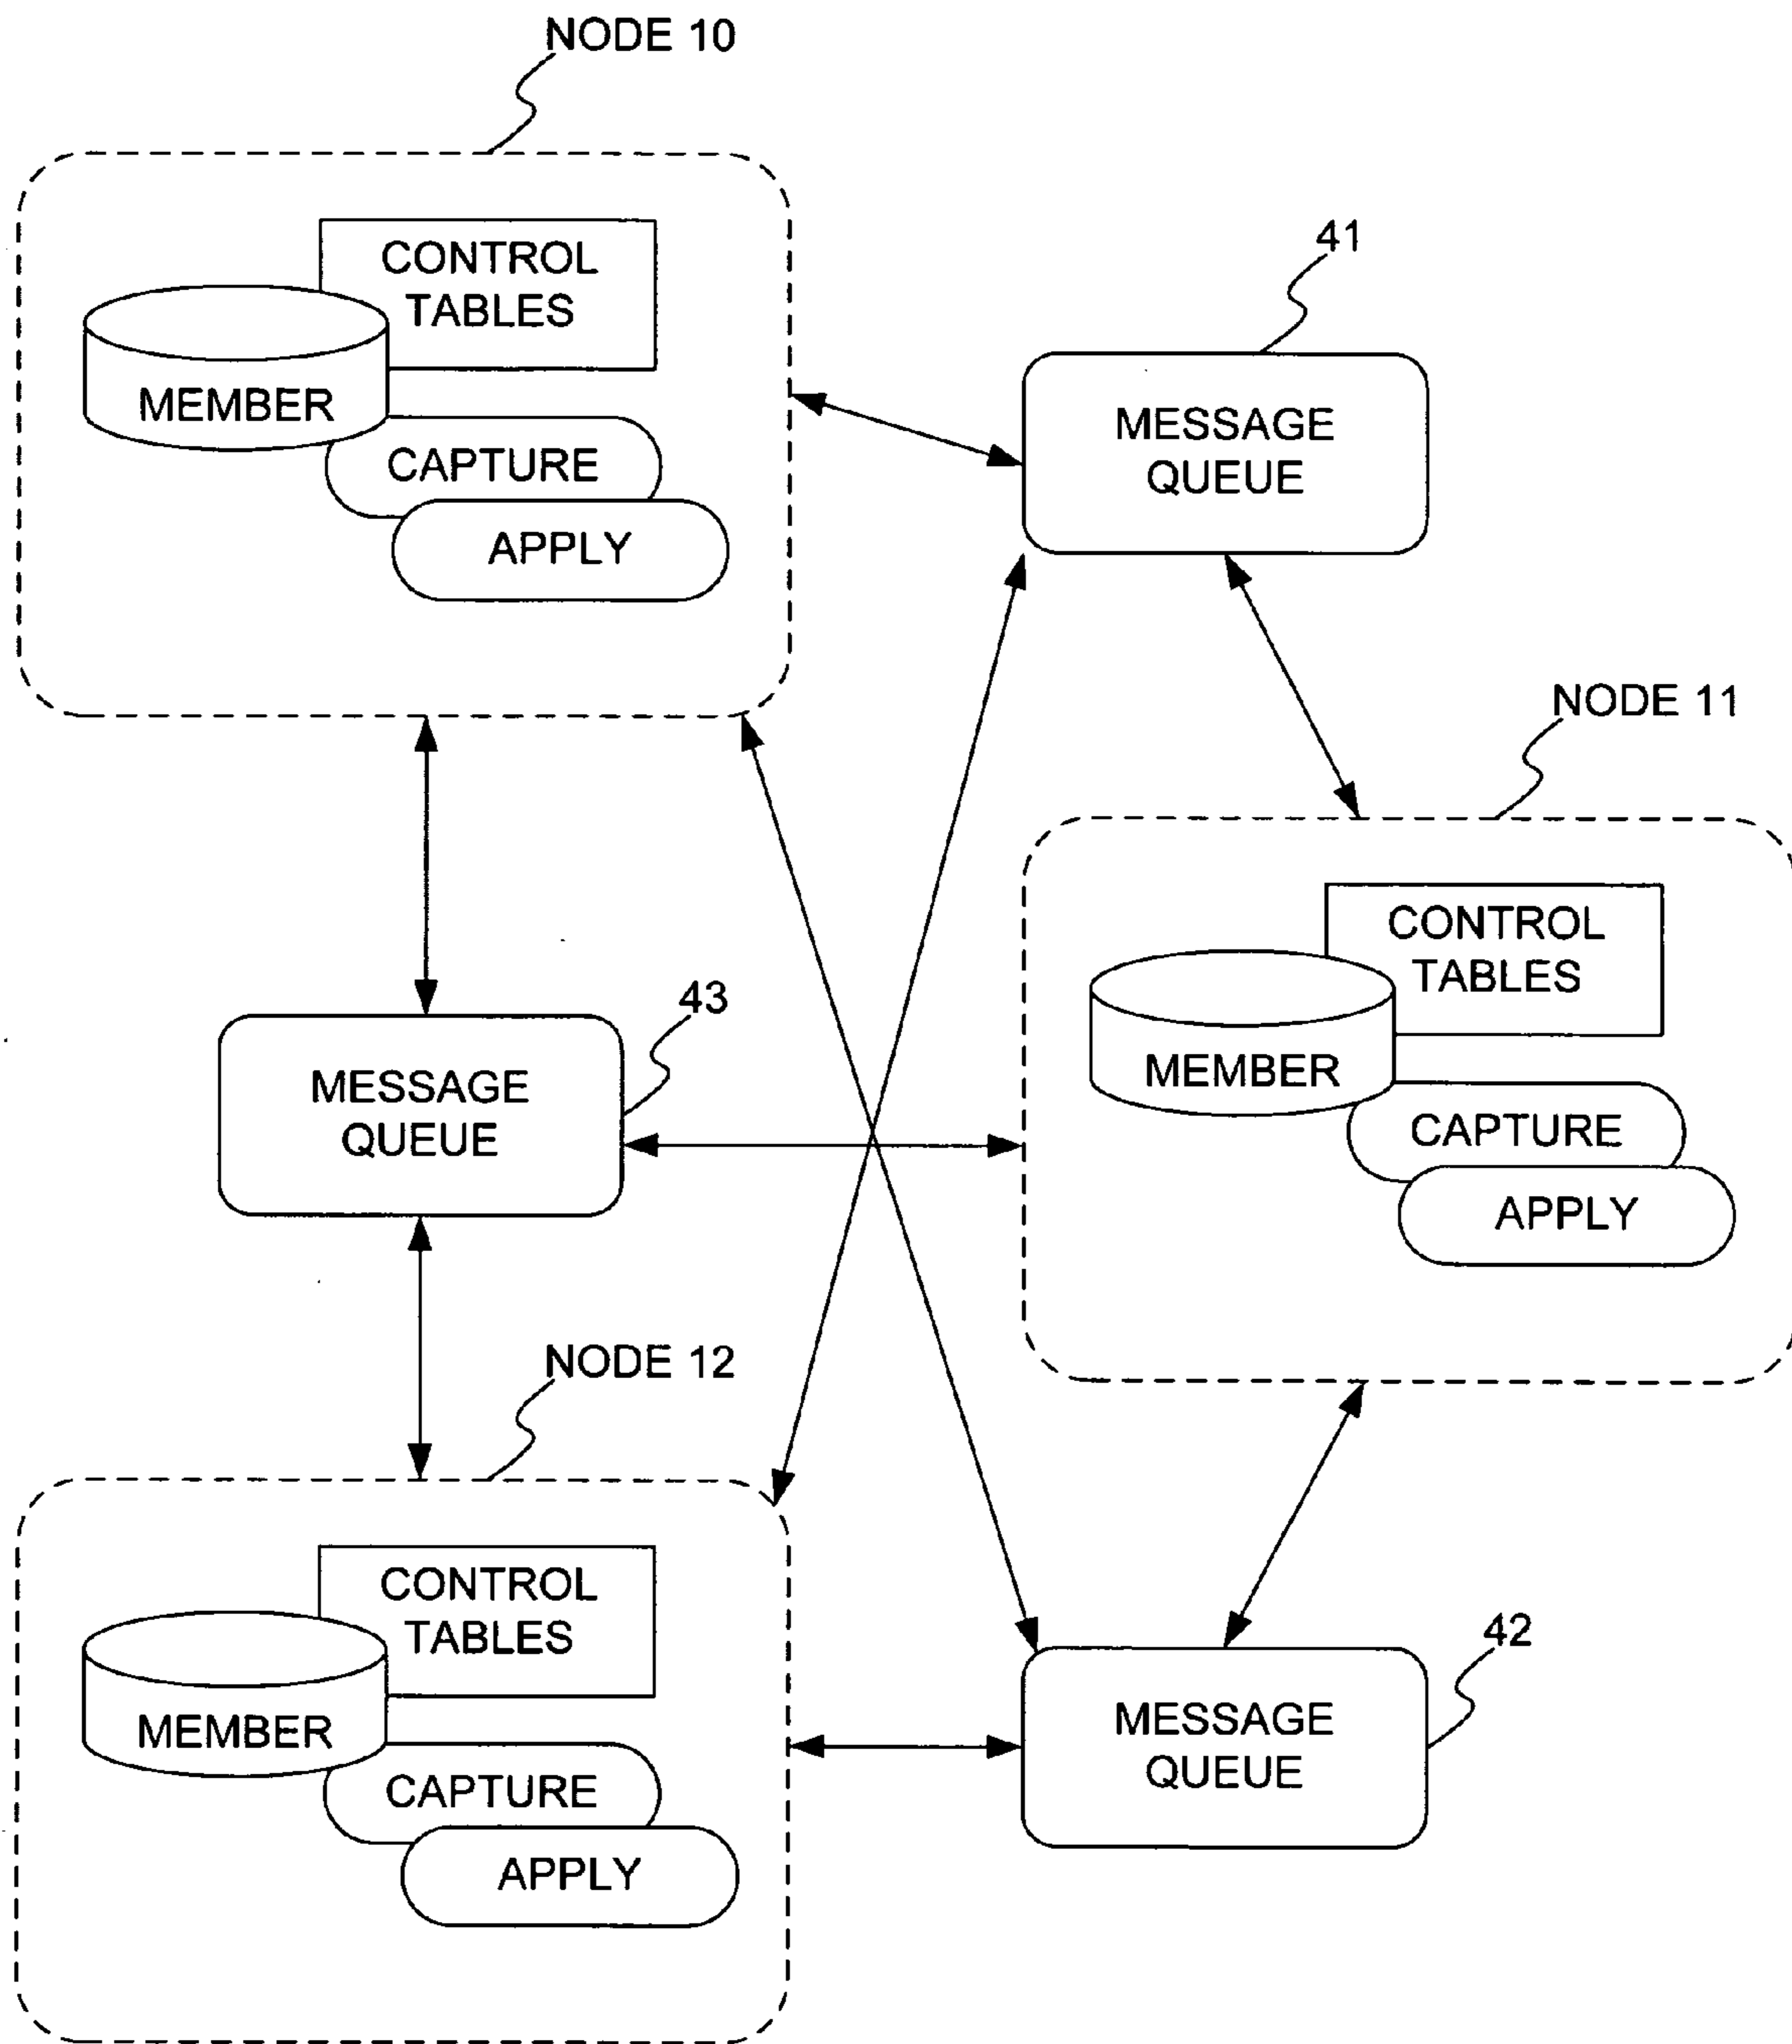 NODE 10
CONTROL
TABLES
MEMBER
CAPTURE
APPLY
41
MESSAGE
QUEUE
NODE 11
CONTROL
TABLES
MEMBER
CAPTURE
APPLY
43
MESSAGE
QUEUE
NODE 12
CONTROL
TABLES
MEMBER
CAPTURE
APPLY
42
MESSAGE
QUEUE